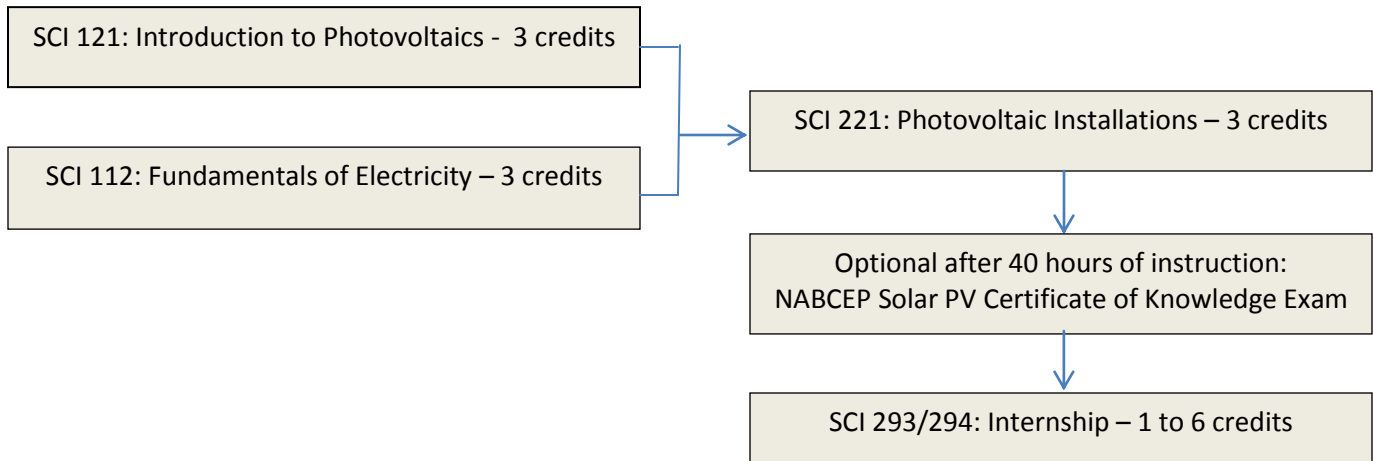 SCI 121: Introduction to Photovoltaics - 3 credits
SCI 112: Fundamentals of Electricity – 3 credits
SCI 221: Photovoltaic Installations – 3 credits
Optional after 40 hours of instruction:
NABCEP Solar PV Certificate of Knowledge Exam
SCI 293/294: Internship – 1 to 6 credits